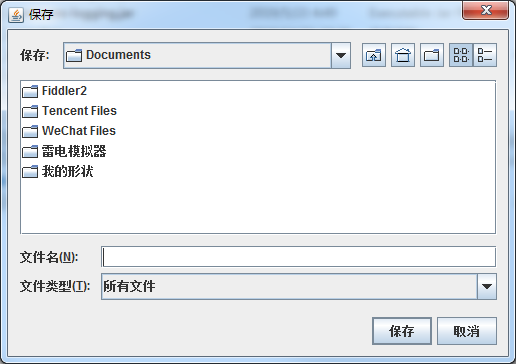 保存
保存: Documents
Fiddler2
Tencent Files
WeChat Files
雷电模拟器
我的形状
文件名(N):
文件类型(T): 所有文件
保存 取消